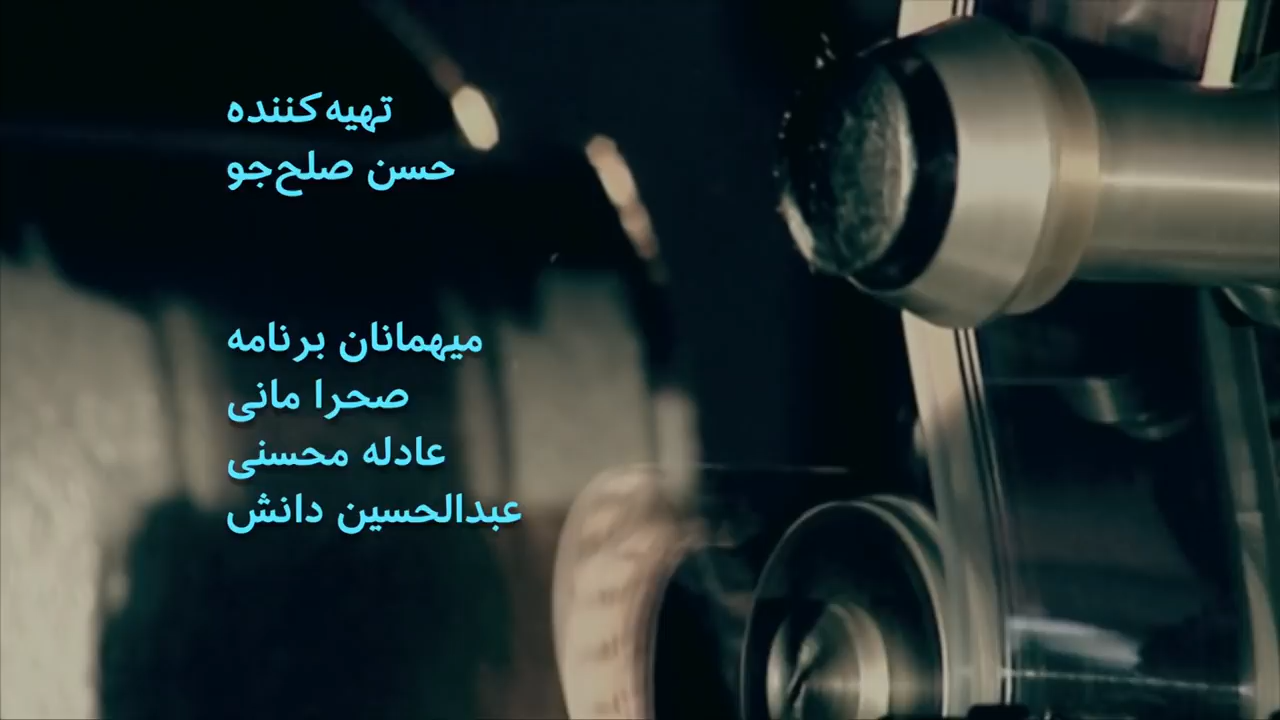 تهیه‌کننده
حسن صلح‌جو
میهمانان برنامه
صحرا مانی
عادله محسنی
عبدالحسین دانش